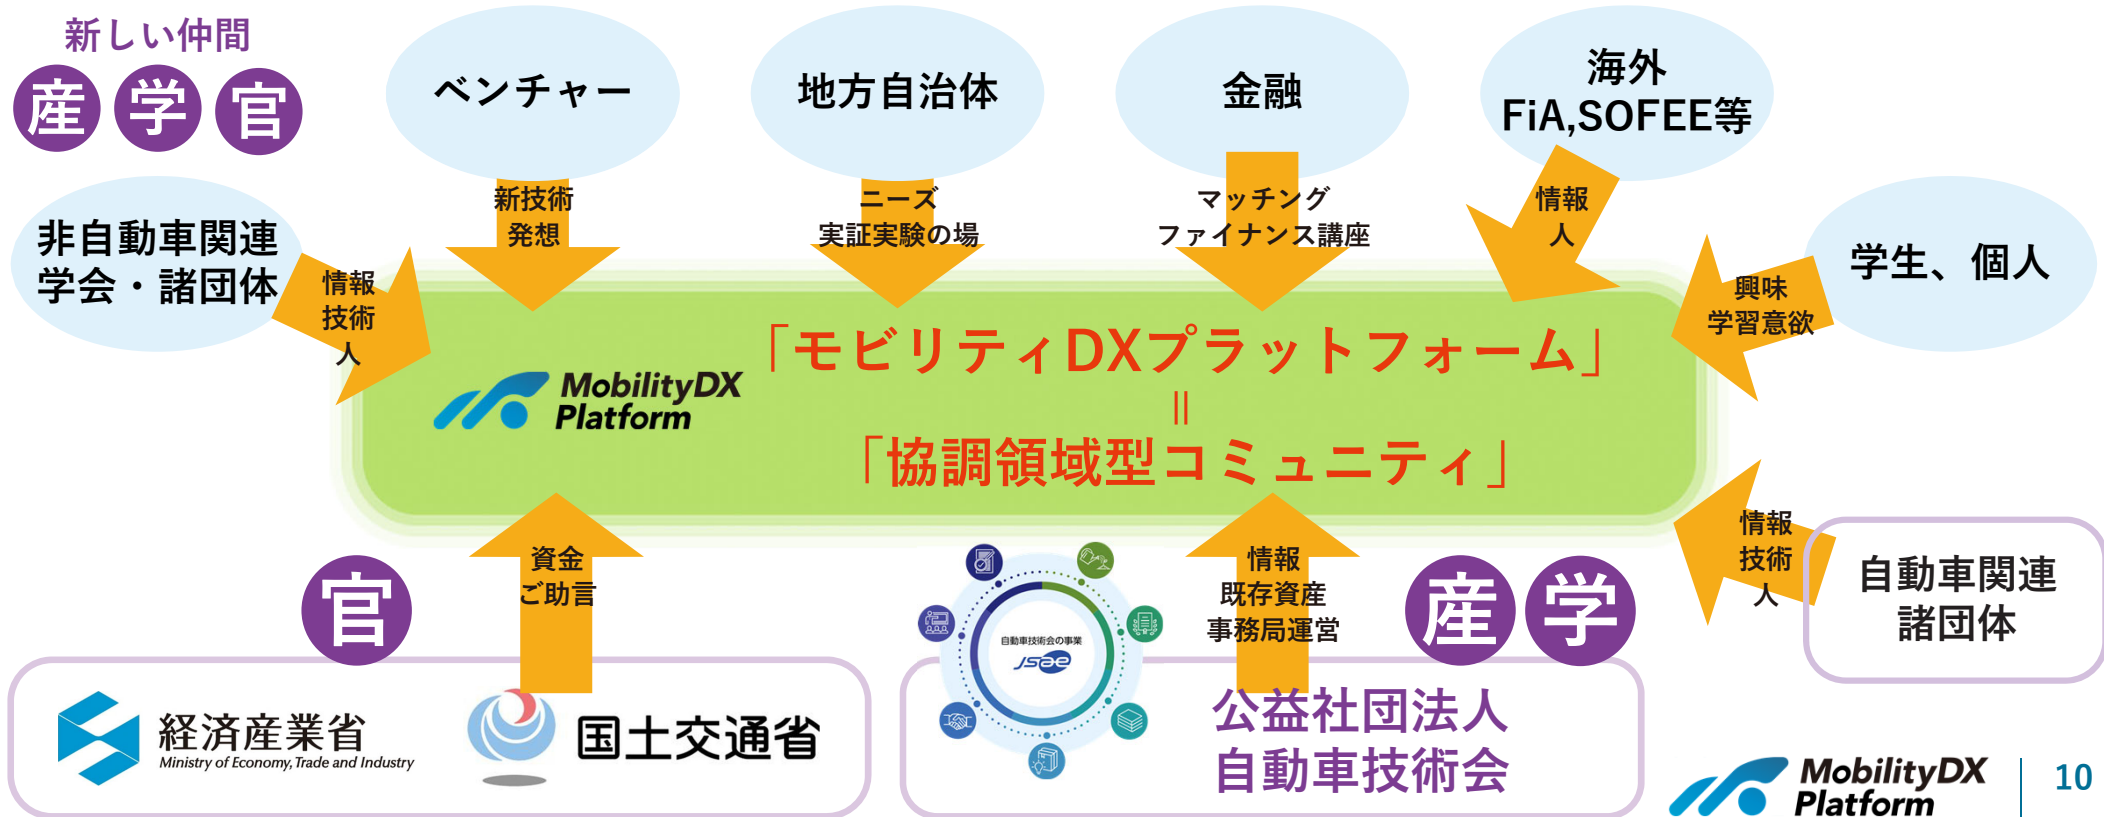 新しい仲間
産 学 官
ベンチャー
地方自治体
金融
海外
FiA,SOFEE等
新技術
発想
ニーズ
実証実験の場
マッチング
ファイナンス講座
情報
人
非自動車関連
学会・諸団体
情報
技術
人
学生、個人
興味
学習意欲
「モビリティDXプラットフォーム」
MobilityDX
Platform
=
「協調領域型コミュニティ」
官
資金
ご助言
経済産業省
Ministry of Economy, Trade and Industry
国土交通省
自動車技術会の事業
JSAE
情報
既存資産
事務局運営
産 学
公益社団法人
自動車技術会
情報
技術
人
自動車関連
諸団体
MobilityDX
Platform
10